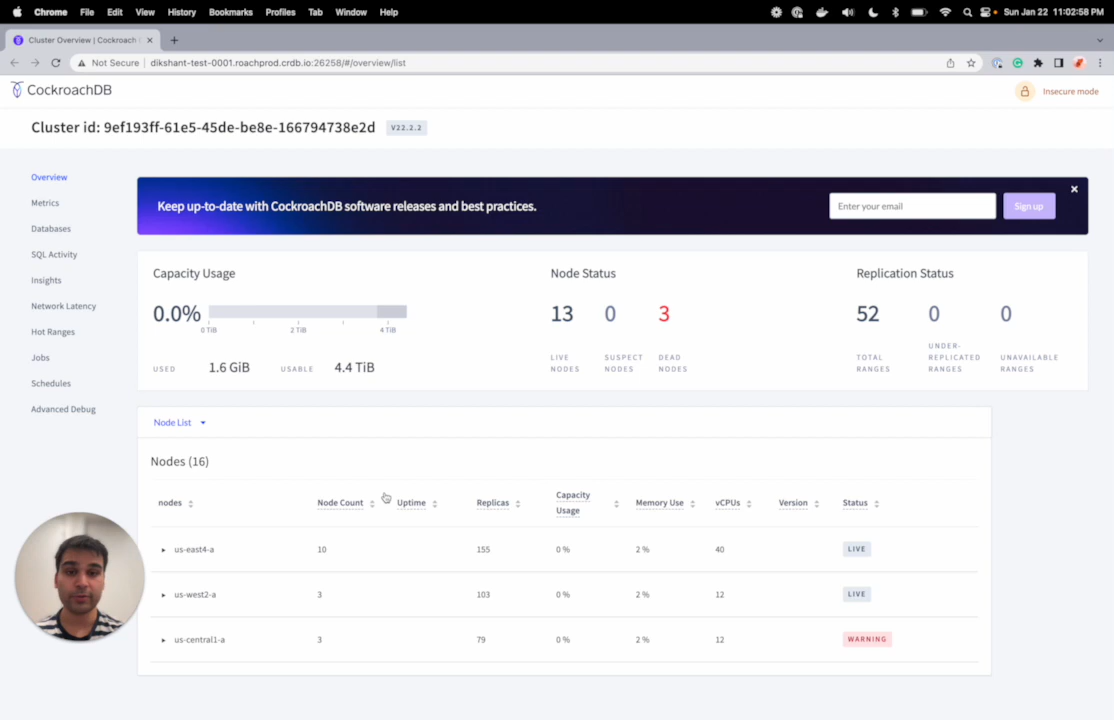 Chrome File Edit View History Bookmarks Profiles Tab Window Help Sun Jan 22 11:02:58 PM
Cluster Overview | Cockroach
Not Secure dikshant-test-0001.roachprod.crdb.io:26258/#/overview/list
CockroachDB Insecure mode
Cluster id: 9ef193ff-61e5-45de-be8e-166794738e2d V22.2.2
Overview
Metrics
Databases
SQL Activity
Insights
Network Latency
Hot Ranges
Jobs
Schedules
Advanced Debug
Keep up-to-date with CockroachDB software releases and best practices. Enter your email Sign up
Capacity Usage
0.0%
0 TiB 2 TiB 4 TiB
USED 1.6 GiB USABLE 4.4 TiB
Node Status
13 0 3
LIVE NODES SUSPECT NODES DEAD NODES
Replication Status
52 0 0
TOTAL RANGES UNDER-REPLICATED RANGES UNAVAILABLE RANGES
Node List
Nodes (16)
nodes Node Count Uptime Replicas Capacity Usage Memory Use vCPUs Version Status
us-east4-a 10 155 0 % 2 % 40 LIVE
us-west2-a 3 103 0 % 2 % 12 LIVE
us-central1-a 3 79 0 % 2 % 12 WARNING